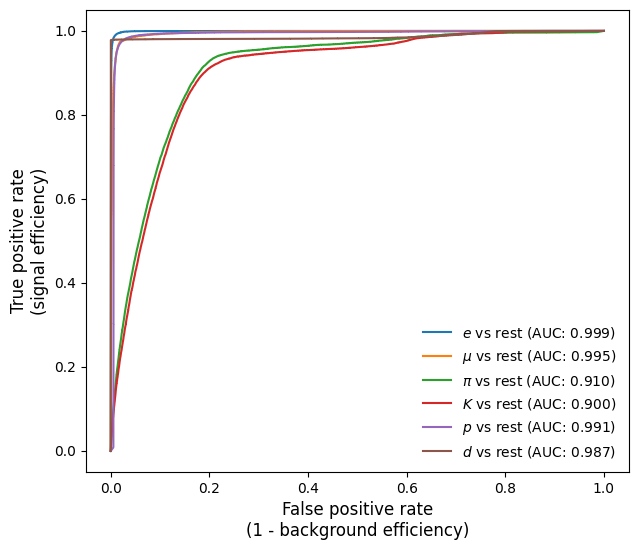 True positive rate
(signal efficiency)
1.0
0.8
0.6
0.4
0.2
0.0
e vs rest (AUC: 0.999)
μ vs rest (AUC: 0.995)
π vs rest (AUC: 0.910)
K vs rest (AUC: 0.900)
p vs rest (AUC: 0.991)
d vs rest (AUC: 0.987)
0.0 0.2 0.4 0.6 0.8 1.0
False positive rate
(1 - background efficiency)